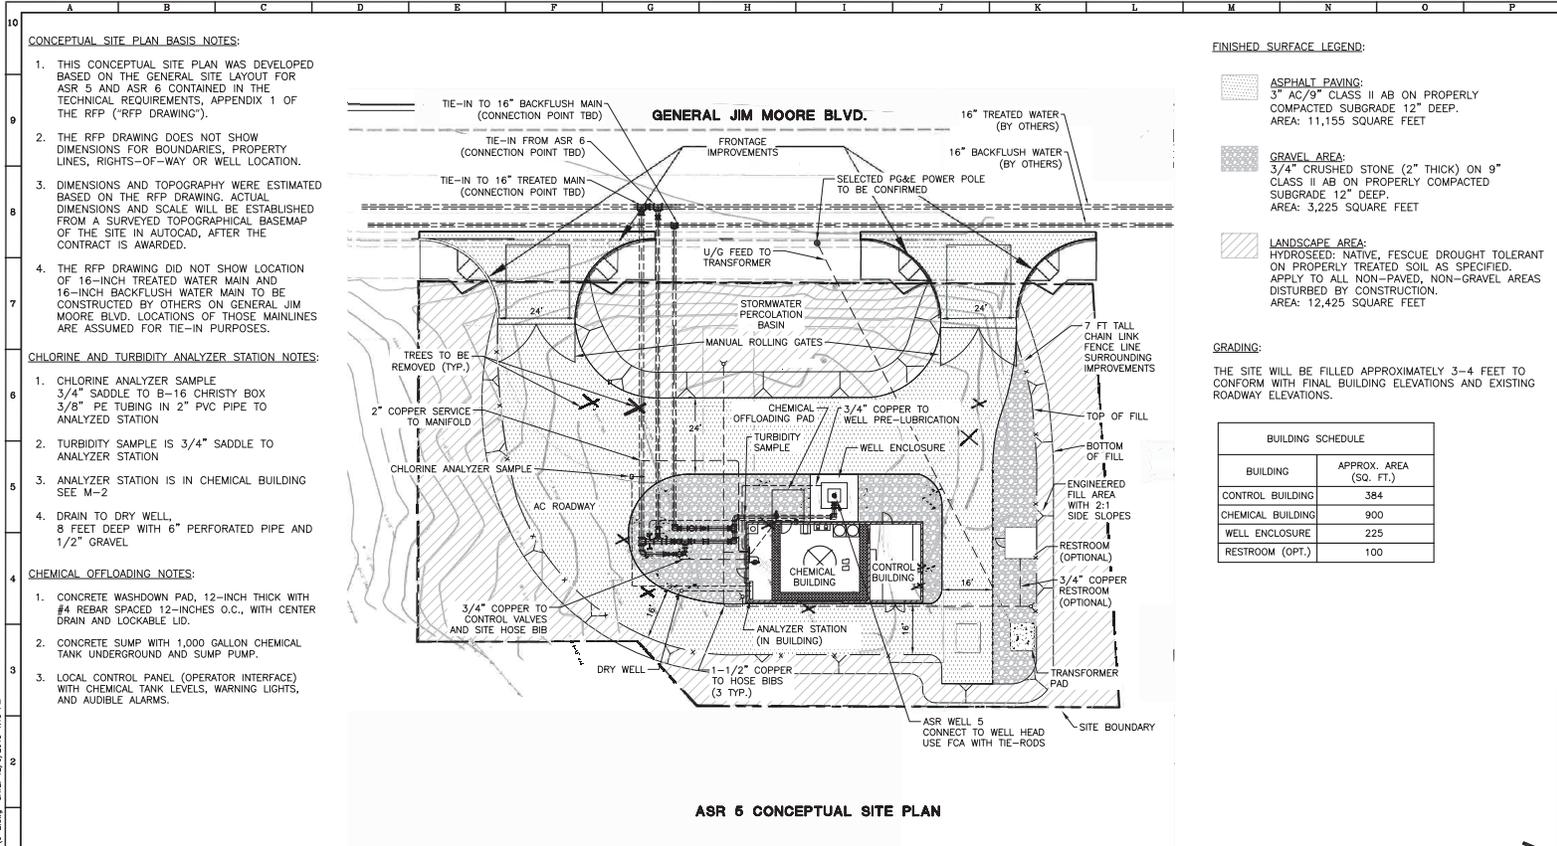 A B C D E F G H I J K L M N O P
10
9
8
7
6
5
4
3
2
CONCEPTUAL SITE PLAN BASIS NOTES:
1. THIS CONCEPTUAL SITE PLAN WAS DEVELOPED
BASED ON THE GENERAL SITE LAYOUT FOR
ASR 5 AND ASR 6 CONTAINED IN THE
TECHNICAL REQUIREMENTS, APPENDIX 1 OF
THE RFP ("RFP DRAWING").
2. THE RFP DRAWING DOES NOT SHOW
DIMENSIONS FOR BOUNDARIES, PROPERTY
LINES, RIGHTS-OF-WAY OR WELL LOCATION.
3. DIMENSIONS AND TOPOGRAPHY WERE ESTIMATED
BASED ON THE RFP DRAWING. ACTUAL
DIMENSIONS AND SCALE WILL BE ESTABLISHED
FROM A SURVEYED TOPOGRAPHICAL BASEMAP
OF THE SITE IN AUTOCAD, AFTER THE
CONTRACT IS AWARDED.
4. THE RFP DRAWING DID NOT SHOW LOCATION
OF 16-INCH TREATED WATER MAIN AND
16-INCH BACKFLUSH WATER MAIN TO BE
CONSTRUCTED BY OTHERS ON GENERAL JIM
MOORE BLVD. LOCATIONS OF THOSE MAINLINES
ARE ASSUMED FOR TIE-IN PURPOSES.
CHLORINE AND TURBIDITY ANALYZER STATION NOTES:
1. CHLORINE ANALYZER SAMPLE
3/4" SADDLE TO B-16 CHRISTY BOX
3/8" PE TUBING IN 2" PVC PIPE TO
ANALYZED STATION
2. TURBIDITY SAMPLE IS 3/4" SADDLE TO
ANALYZER STATION
3. ANALYZER STATION IS IN CHEMICAL BUILDING
SEE M-2
4. DRAIN TO DRY WELL,
8 FEET DEEP WITH 6" PERFORATED PIPE AND
1/2" GRAVEL
CHEMICAL OFFLOADING NOTES:
1. CONCRETE WASHDOWN PAD, 12-INCH THICK WITH
#4 REBAR SPACED 12-INCHES O.C., WITH CENTER
DRAIN AND LOCKABLE LID.
2. CONCRETE SUMP WITH 1,000 GALLON CHEMICAL
TANK UNDERGROUND AND SUMP PUMP.
3. LOCAL CONTROL PANEL (OPERATOR INTERFACE)
WITH CHEMICAL TANK LEVELS, WARNING LIGHTS,
AND AUDIBLE ALARMS.
TIE-IN TO 16" BACKFLUSH MAIN
(CONNECTION POINT TBD)
GENERAL JIM MOORE BLVD.
16" TREATED WATER
(BY OTHERS)
TIE-IN FROM ASR 6
(CONNECTION POINT TBD)
FRONTAGE
IMPROVEMENTS
16" BACKFLUSH WATER
(BY OTHERS)
TIE-IN TO 16" TREATED MAIN
(CONNECTION POINT TBD)
SELECTED PG&E POWER POLE
TO BE CONFIRMED
U/G FEED TO
TRANSFORMER
24'
STORMWATER
PERCOLATION
BASIN
24'
MANUAL ROLLING GATES
7 FT TALL
CHAIN LINK
FENCE LINE
SURROUNDING
IMPROVEMENTS
TREES TO BE
REMOVED (TYP.)
2" COPPER SERVICE
TO MANIFOLD
24'
CHEMICAL
OFFLOADING PAD
3/4" COPPER TO
WELL PRE-LUBRICATION
TOP OF FILL
TURBIDITY
SAMPLE
WELL ENCLOSURE
BOTTOM
OF FILL
CHLORINE ANALYZER SAMPLE
ENGINEERED
FILL AREA
WITH 2:1
SIDE SLOPES
AC ROADWAY
RESTROOM
(OPTIONAL)
CHEMICAL
BUILDING
CONTROL
BUILDING
16'
3/4" COPPER
RESTROOM
(OPTIONAL)
3/4" COPPER TO
CONTROL VALVES
AND SITE HOSE BIB
16'
16'
ANALYZER STATION
(IN BUILDING)
DRY WELL
1-1/2" COPPER
TO HOSE BIBS
(3 TYP.)
TRANSFORMER
PAD
ASR WELL 5
CONNECT TO WELL HEAD
USE FCA WITH TIE-RODS
SITE BOUNDARY
ASR 5 CONCEPTUAL SITE PLAN
FINISHED SURFACE LEGEND:
ASPHALT PAVING:
3" AC/9" CLASS II AB ON PROPERLY
COMPACTED SUBGRADE 12" DEEP.
AREA: 11,155 SQUARE FEET
GRAVEL AREA:
3/4" CRUSHED STONE (2" THICK) ON 9"
CLASS II AB ON PROPERLY COMPACTED
SUBGRADE 12" DEEP.
AREA: 3,225 SQUARE FEET
LANDSCAPE AREA:
HYDROSEED: NATIVE, FESCUE DROUGHT TOLERANT
ON PROPERLY TREATED SOIL AS SPECIFIED.
APPLY TO ALL NON-PAVED, NON-GRAVEL AREAS
DISTURBED BY CONSTRUCTION.
AREA: 12,425 SQUARE FEET
GRADING:
THE SITE WILL BE FILLED APPROXIMATELY 3-4 FEET TO
CONFORM WITH FINAL BUILDING ELEVATIONS AND EXISTING
ROADWAY ELEVATIONS.
BUILDING SCHEDULE
BUILDING APPROX. AREA
(SQ. FT.)
CONTROL BUILDING 384
CHEMICAL BUILDING 900
WELL ENCLOSURE 225
RESTROOM (OPT.) 100